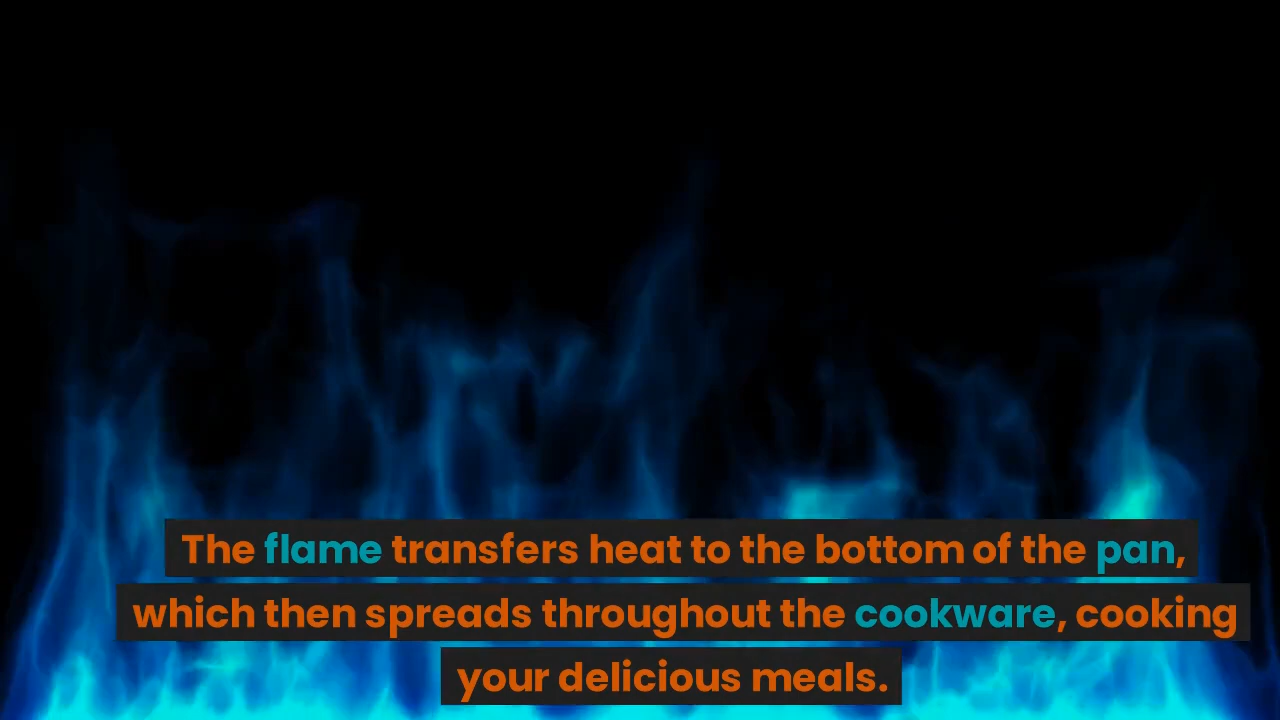 The flame transfers heat to the bottom of the pan,
which then spreads throughout the cookware, cooking
your delicious meals.